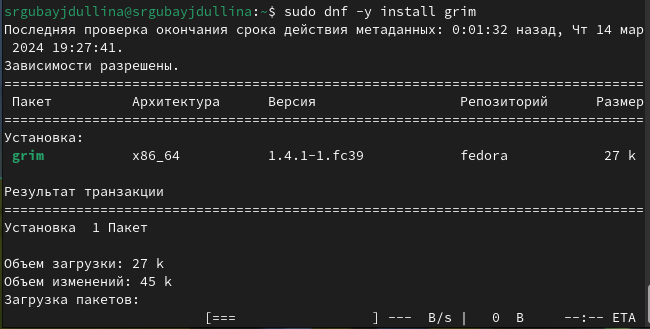 srgubayjdullina@srgubayjdullina:~$ sudo dnf -y install grim
Последняя проверка окончания срока действия метаданных: 0:01:32 назад, Чт 14 мар
 2024 19:27:41.
Зависимости разрешены.
================================================================================
 Пакет          Архитектура      Версия                  Репозиторий      Размер
================================================================================
Установка:
 grim           x86_64           1.4.1-1.fc39            fedora            27 k

Результат транзакции
================================================================================
Установка  1 Пакет

Объем загрузки: 27 k
Объем изменений: 45 k
Загрузка пакетов:
                         [===                 ] ---  B/s |   0  B     --:-- ETA